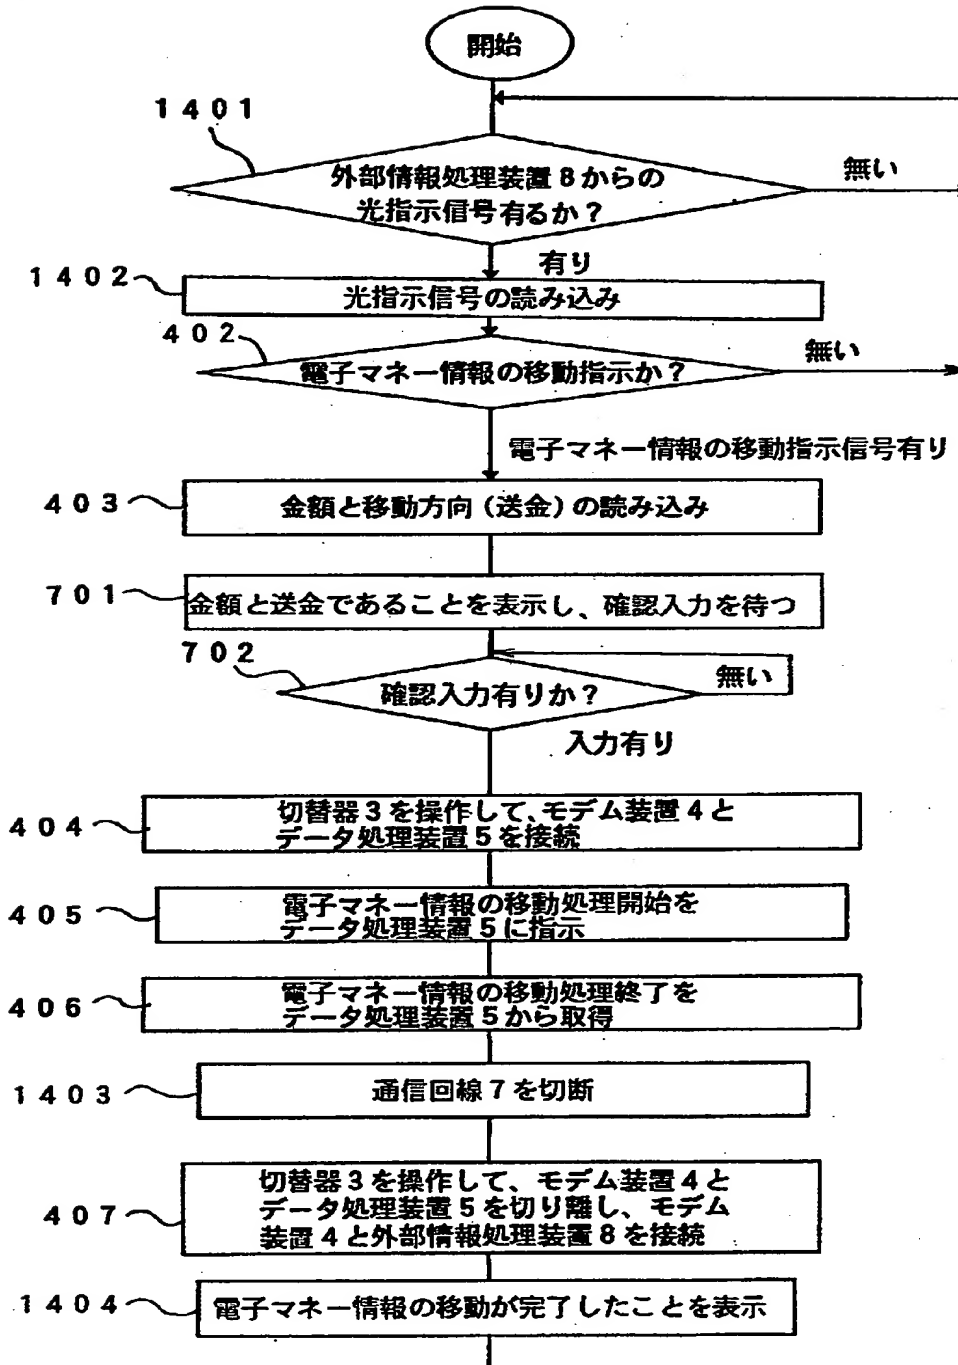 開始
1401
外部情報処理装置8からの
光指示信号有るか？
無い
有り
1402
光指示信号の読み込み
402
電子マネー情報の移動指示か？
無い
電子マネー情報の移動指示信号有り
403
金額と移動方向（送金）の読み込み
701
金額と送金であることを表示し、確認入力を待つ
702
確認入力有りか？
無い
入力有り
404
切替器3を操作して、モデム装置4と
データ処理装置5を接続
405
電子マネー情報の移動処理開始を
データ処理装置5に指示
406
電子マネー情報の移動処理終了を
データ処理装置5から取得
1403
通信回線7を切断
407
切替器3を操作して、モデム装置4と
データ処理装置5を切り離し、モデム
装置4と外部情報処理装置8を接続
1404
電子マネー情報の移動が完了したことを表示